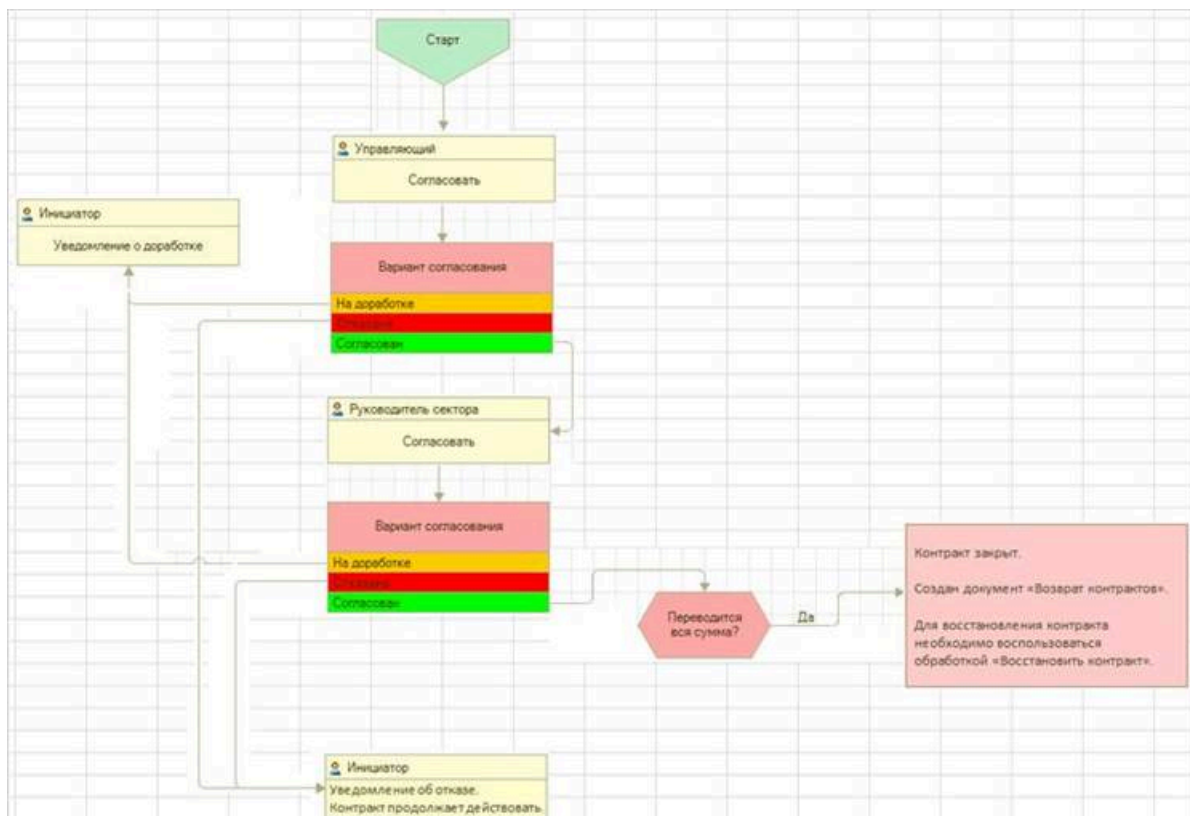 Старт
Управляющий
Согласовать
Инициатор
Уведомление о доработке
Вариант согласования
На доработке
Отказано
Согласован
Руководитель сектора
Согласовать
Вариант согласования
На доработке
Отказано
Согласован
Переводится
вся сумма?
Да
Контракт закрыт.
Создан документ «Возврат контрактов».
Для восстановления контракта
необходимо воспользоваться
обработкой «Восстановить контракт».
Инициатор
Уведомление об отказе.
Контракт продолжает действовать.